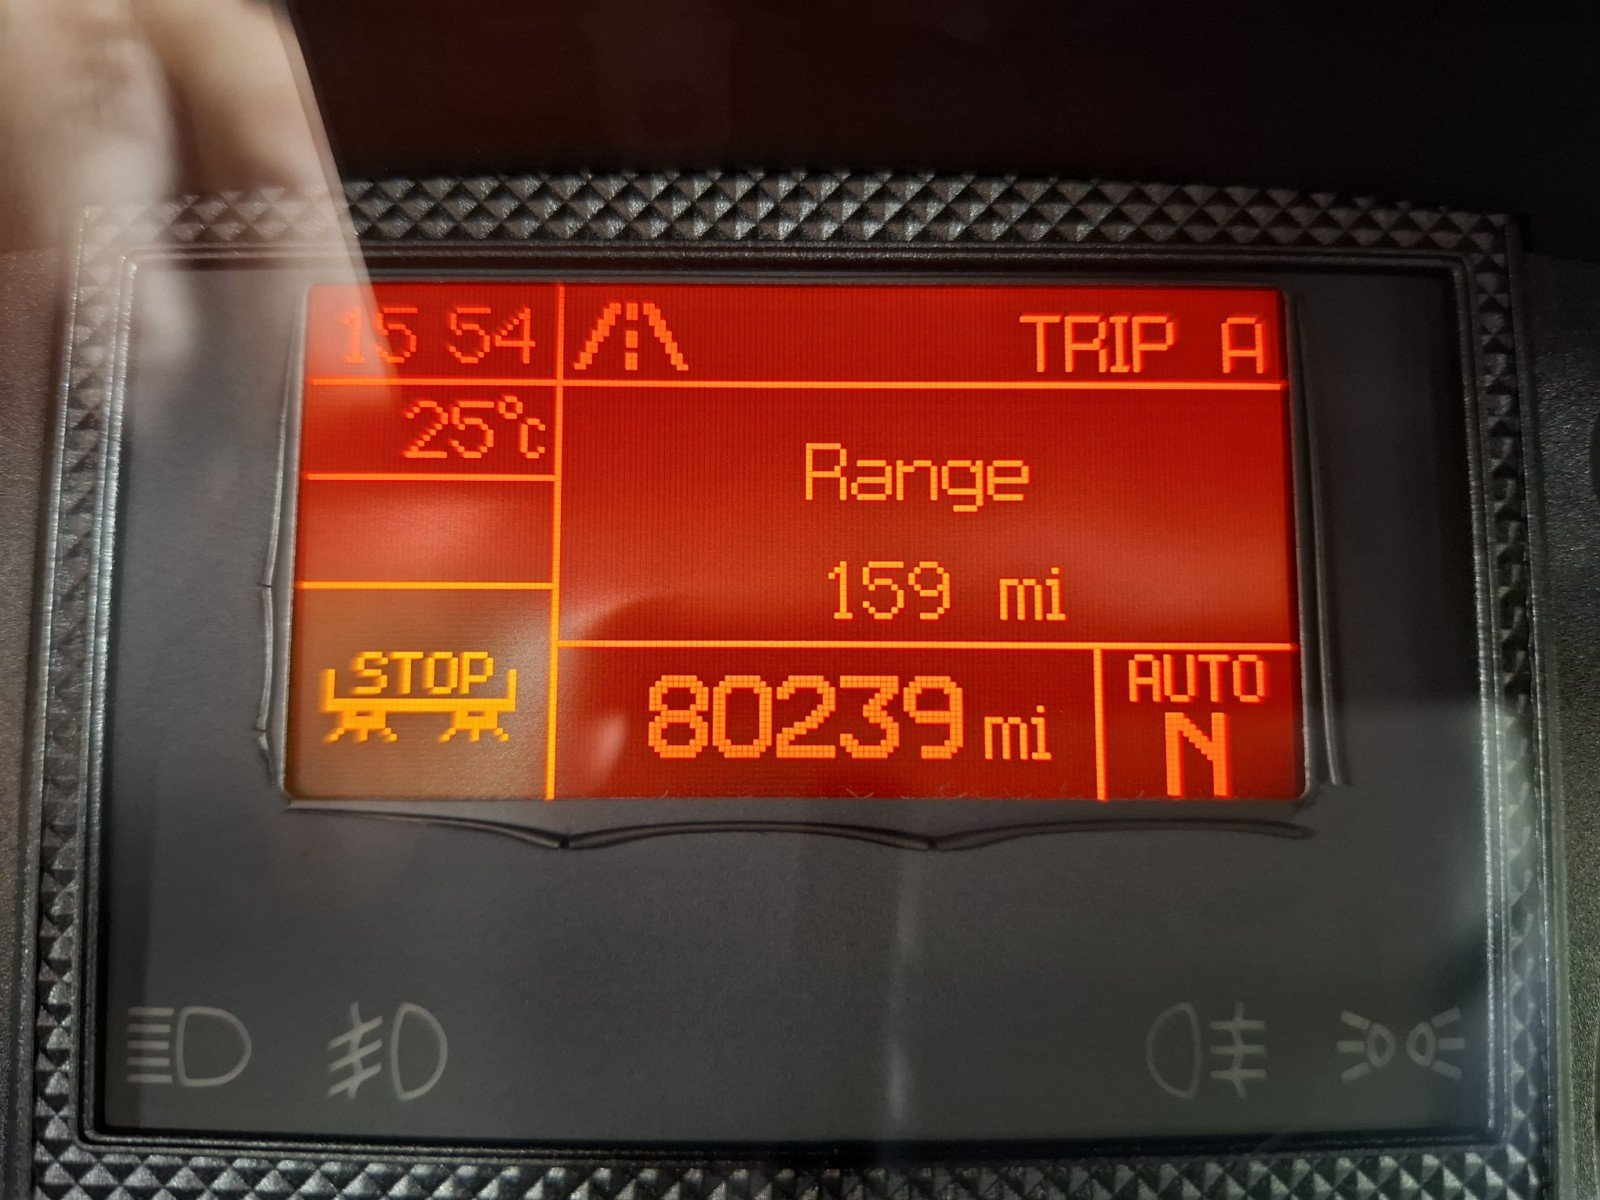 15 54
TRIP A
25°c
Range
159 mi
STOP
80239 mi
AUTO
N